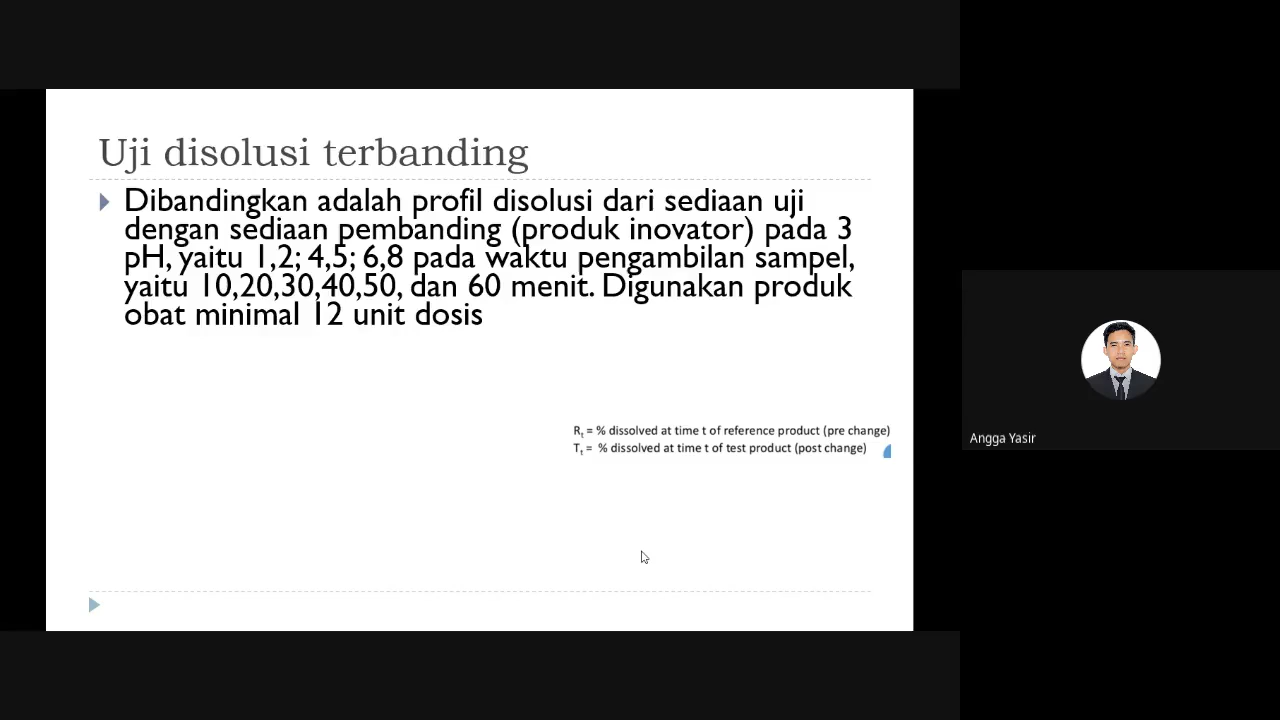 Uji disolusi terbanding
Dibandingkan adalah profil disolusi dari sediaan uji
dengan sediaan pembanding (produk inovator) pada 3
pH, yaitu 1,2; 4,5; 6,8 pada waktu pengambilan sampel,
yaitu 10,20,30,40,50, dan 60 menit. Digunakan produk
obat minimal 12 unit dosis
Rt = % dissolved at time t of reference product (pre change)
Tt = % dissolved at time t of test product (post change)
Angga Yasir